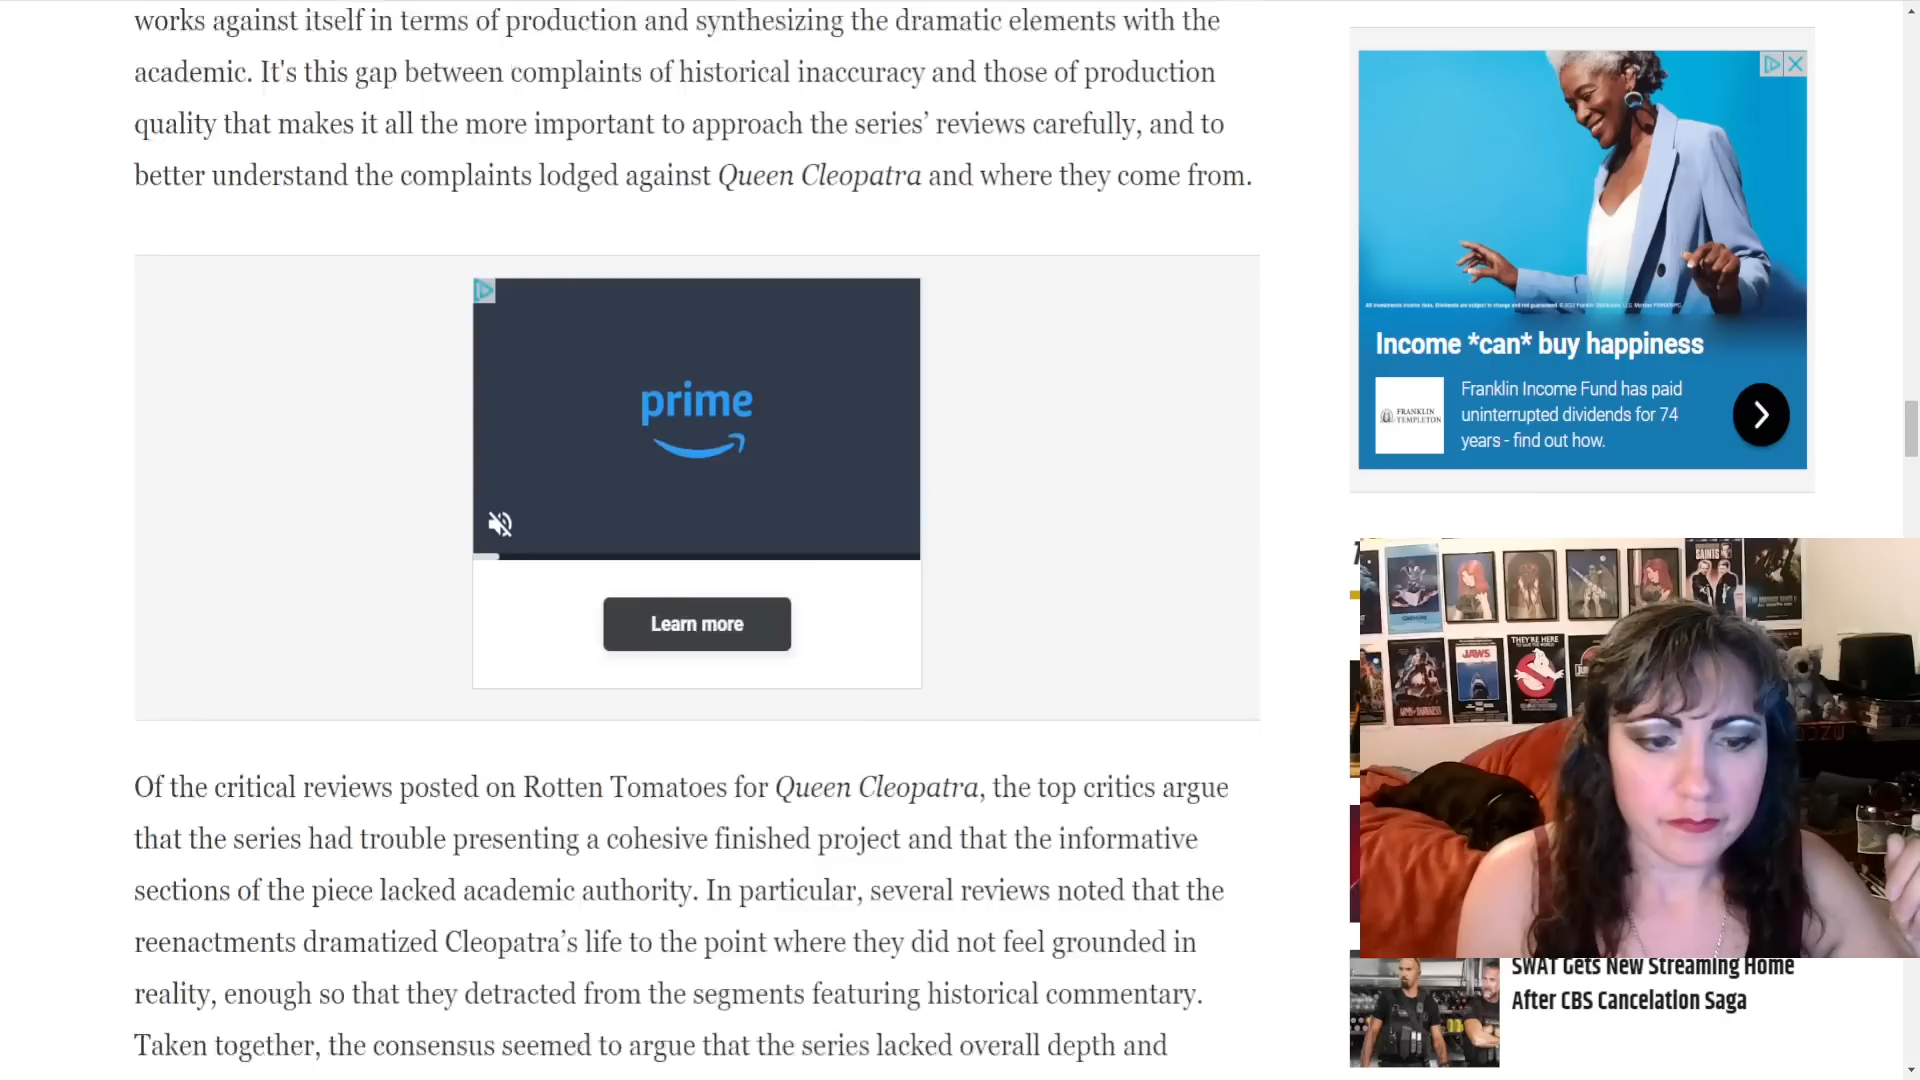 works against itself in terms of production and synthesizing the dramatic elements with the
academic. It's this gap between complaints of historical inaccuracy and those of production
quality that makes it all the more important to approach the series’ reviews carefully, and to
better understand the complaints lodged against Queen Cleopatra and where they come from.
prime
Learn more
Of the critical reviews posted on Rotten Tomatoes for Queen Cleopatra, the top critics argue
that the series had trouble presenting a cohesive finished project and that the informative
sections of the piece lacked academic authority. In particular, several reviews noted that the
reenactments dramatized Cleopatra’s life to the point where they did not feel grounded in
reality, enough so that they detracted from the segments featuring historical commentary.
Taken together, the consensus seemed to argue that the series lacked overall depth and
Income *can* buy happiness
FRANKLIN
TEMPLETON
Franklin Income Fund has paid
uninterrupted dividends for 74
years - find out how.
SAINTS
THEY'RE HERE
JAWS
ARMY OF DARKNESS
SWAT Gets New Streaming Home
After CBS Cancelation Saga